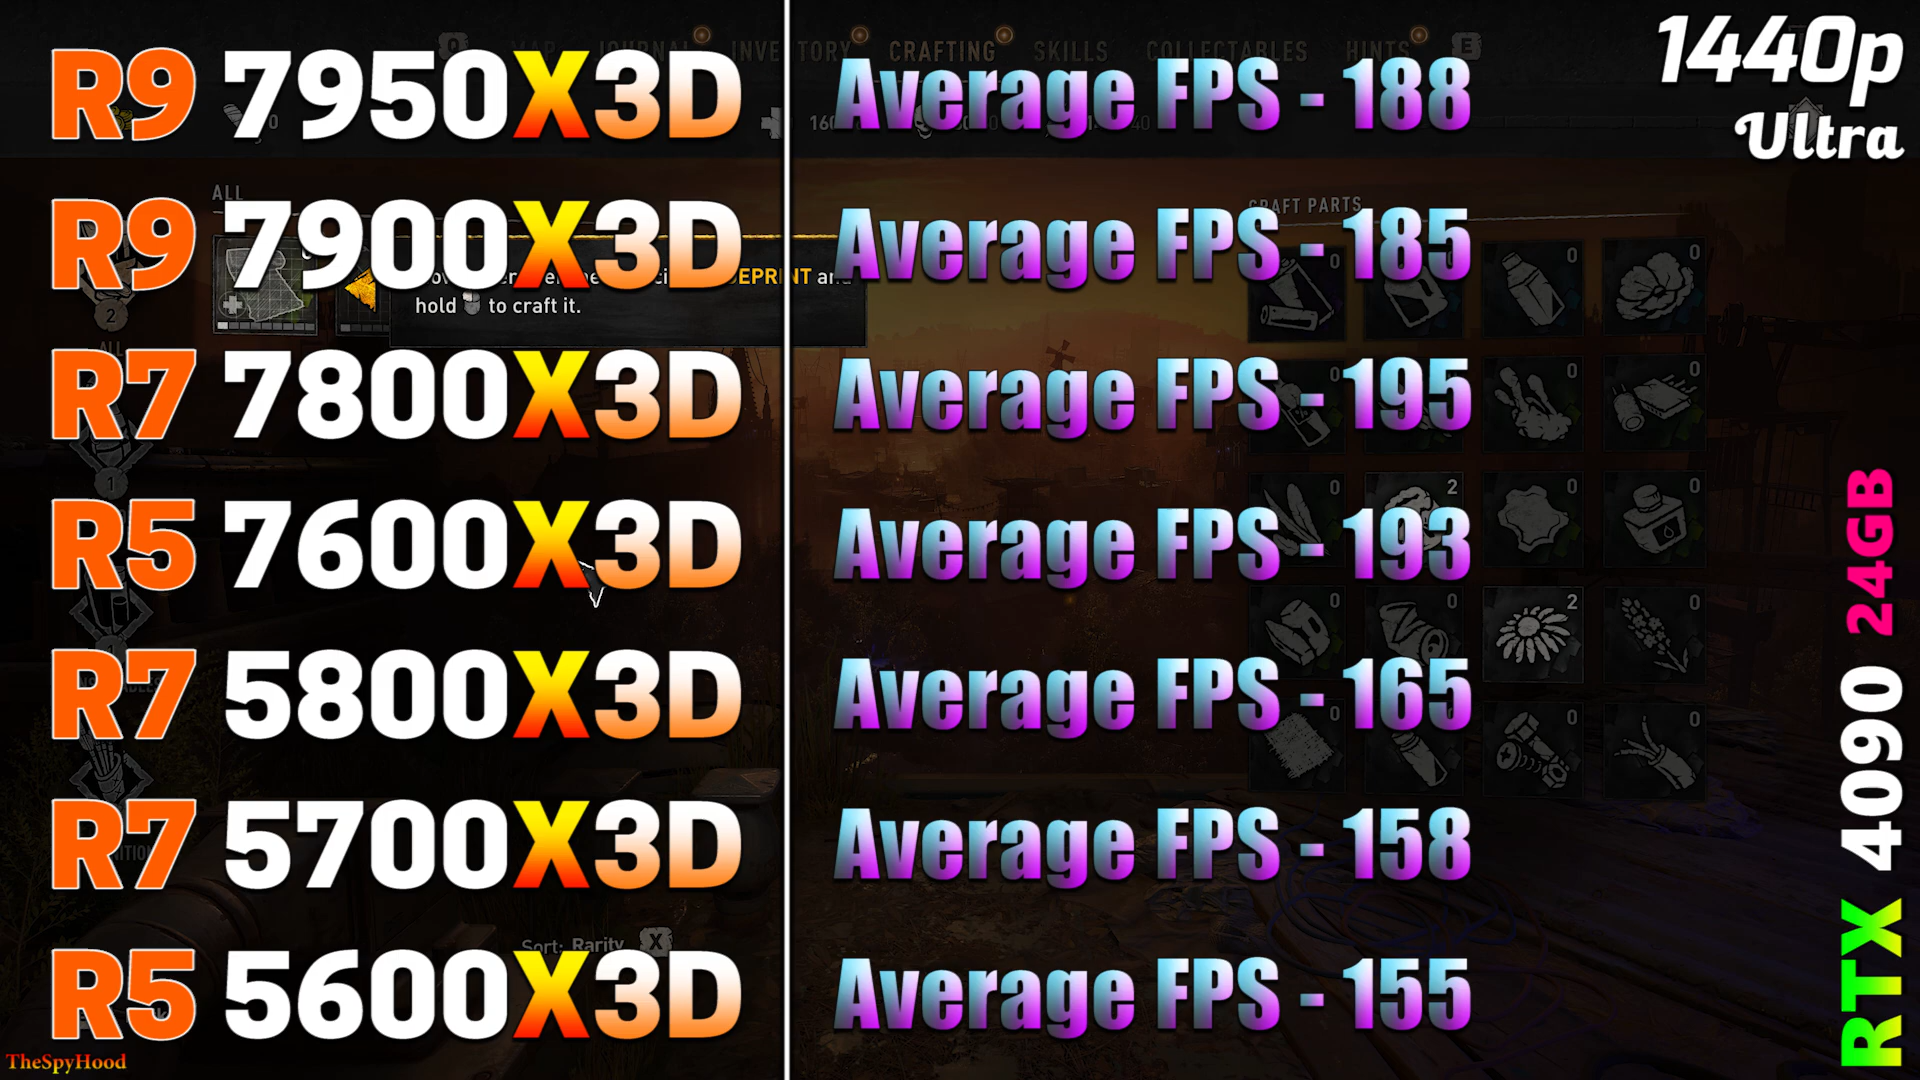 MAP JOURNAL INVENTORY CRAFTING SKILLS COLLECTABLES HINTS E
1440p
Ultra
R9 7950X3D Average FPS - 188
ALL
CRAFT PARTS
R9 7900X3D Average FPS - 185
hold to craft it.
R7 7800X3D Average FPS - 195
R5 7600X3D Average FPS - 193
R7 5800X3D Average FPS - 165
R7 5700X3D Average FPS - 158
Sort: Rarity X
R5 5600X3D Average FPS - 155
RTX 4090 24GB
TheSpyHood